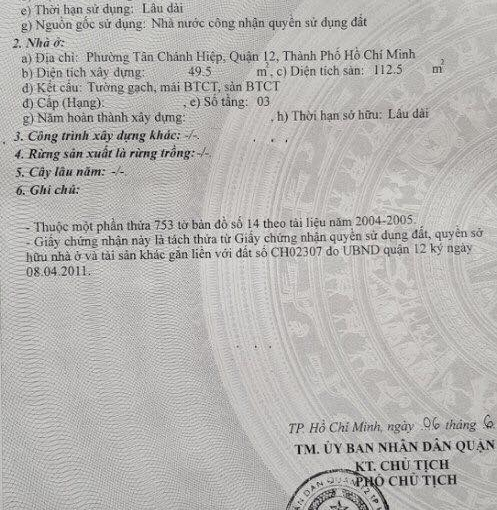 e) Thời hạn sử dụng: Lâu dài
g) Nguồn gốc sử dụng: Nhà nước công nhận quyền sử dụng đất
2. Nhà ở:
a) Địa chỉ: Phường Tân Chánh Hiệp, Quận 12, Thành Phố Hồ Chí Minh
b) Diện tích xây dựng: 49.5 m², c) Diện tích sàn: 112.5 m²
d) Kết cấu: Tường gạch, mái BTCT, sàn BTCT
đ) Cấp (Hạng): , e) Số tầng: 03
g) Năm hoàn thành xây dựng: , h) Thời hạn sở hữu: Lâu dài
3. Công trình xây dựng khác: -/-.
4. Rừng sản xuất là rừng trồng: -/-
5. Cây lâu năm: -/-.
6. Ghi chú:
- Thuộc một phần thửa 753 tờ bản đồ số 14 theo tài liệu năm 2004-2005.
- Giấy chứng nhận này là tách thửa từ Giấy chứng nhận quyền sử dụng đất, quyền sở
hữu nhà ở và tài sản khác gắn liền với đất số CH02307 do UBND quận 12 ký ngày
08.04.2011.
TP. Hồ Chí Minh, ngày 06 tháng 6
TM. ỦY BAN NHÂN DÂN QUẬN
KT. CHỦ TỊCH
PHÓ CHỦ TỊCH